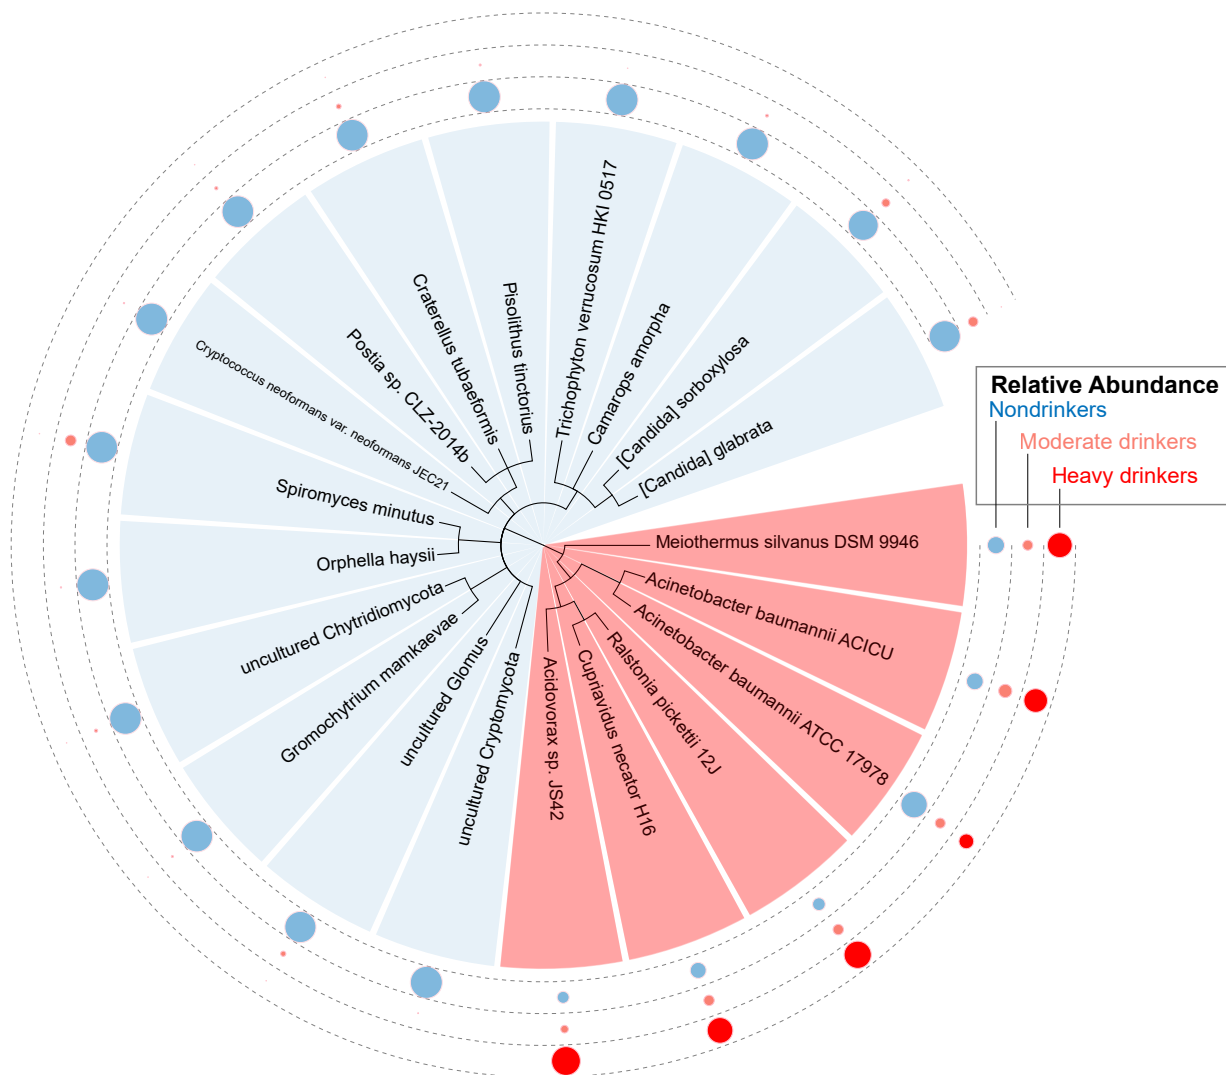 Trichophyton verrucosum HKI 0517
Camarops amorpha
[Candida] sorboxylosa
[Candida] glabrata
Pisolithus tinctorius
Craterellus tubaeformis
Postia sp. CLZ-2014b
Cryptococcus neoformans var. neoformans JEC21
Spiromyces minutus
Orphella haysii
uncultured Chytridiomycota
Gromochytrium mamkaevae
uncultured Glomus
uncultured Cryptomycota
Acidovorax sp. JS42
Cupriavidus necator H16
Ralstonia pickettii 12J
Acinetobacter baumannii ATCC 17978
Acinetobacter baumannii ACICU
Meiothermus silvanus DSM 9946
Relative Abundance
Nondrinkers
Moderate drinkers
Heavy drinkers